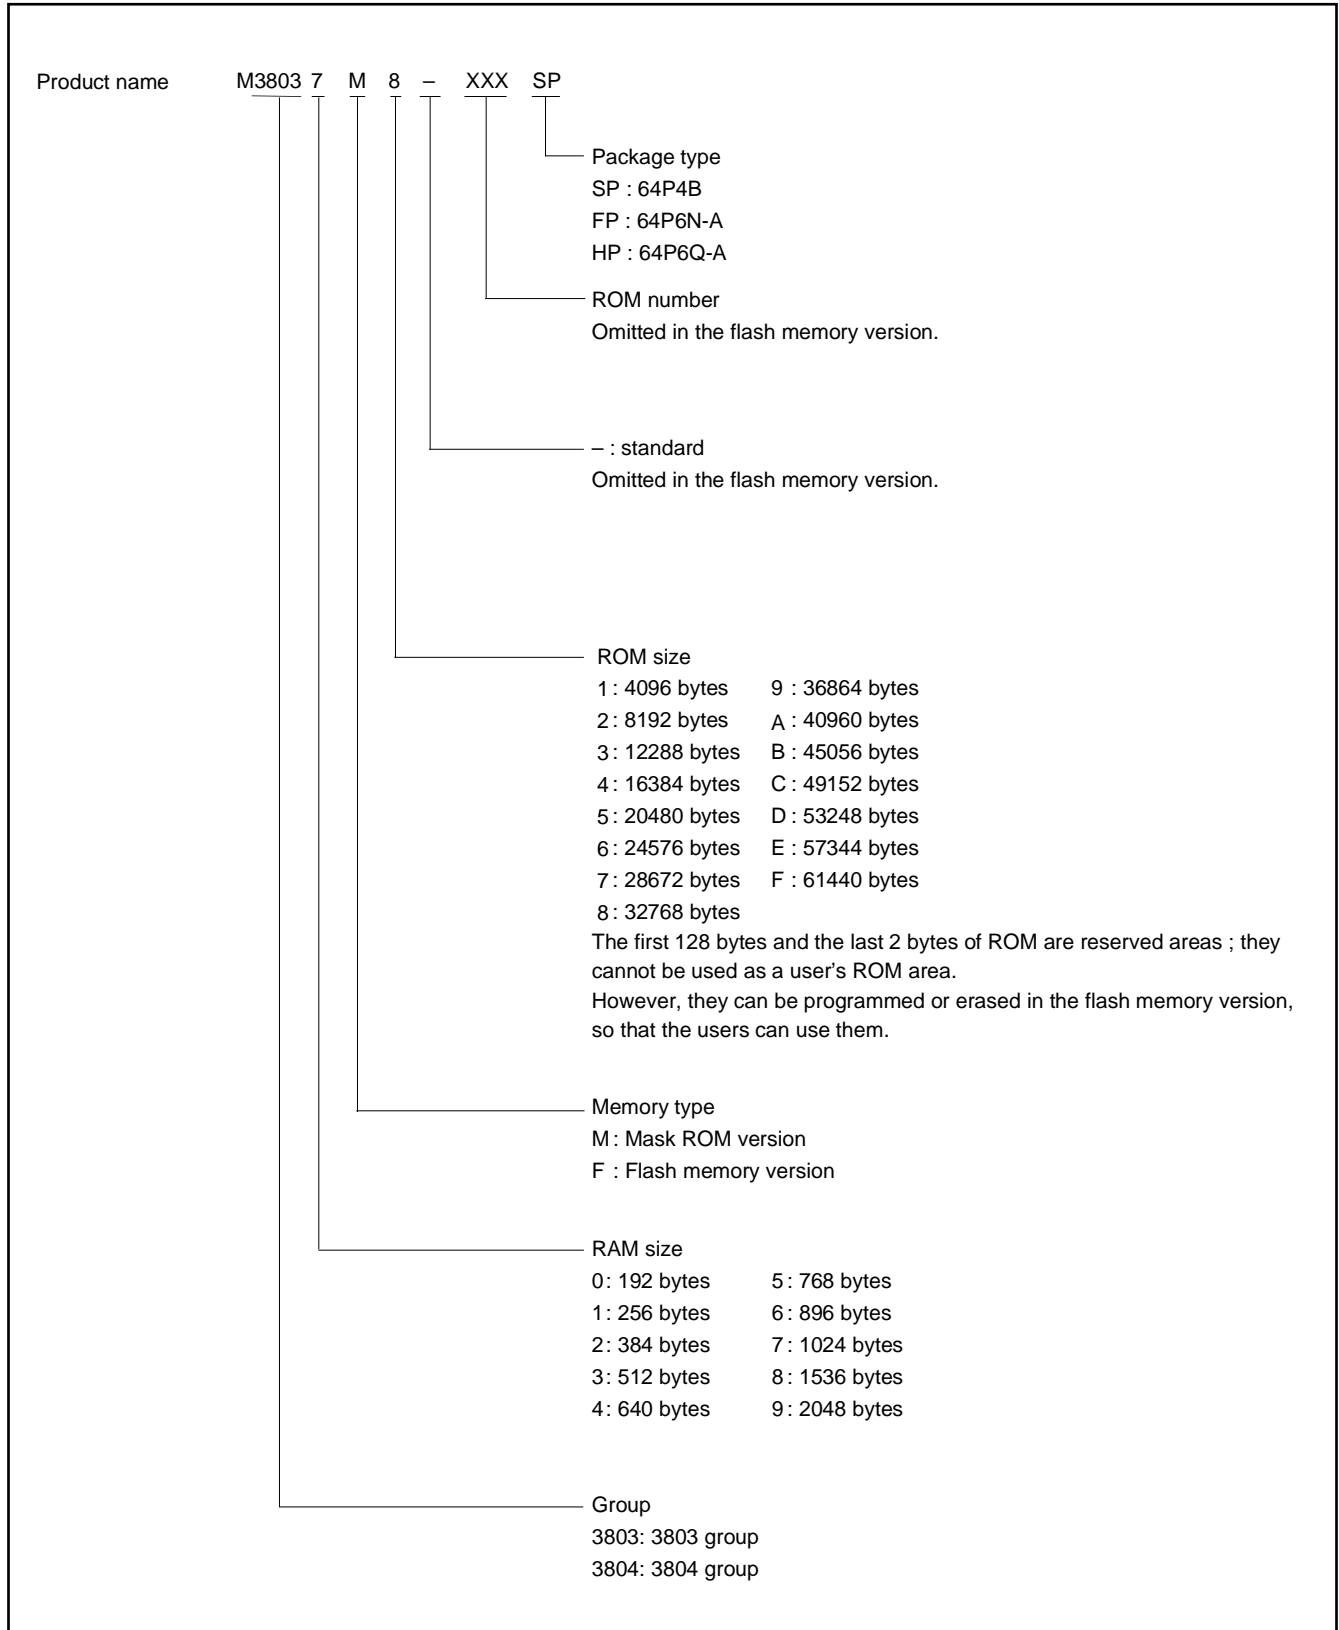 Product name M3803 7 M 8 – XXX SP
Package type
SP : 64P4B
FP : 64P6N-A
HP : 64P6Q-A
ROM number
Omitted in the flash memory version.
– : standard
Omitted in the flash memory version.
ROM size
1 : 4096 bytes 9 : 36864 bytes
2 : 8192 bytes A : 40960 bytes
3 : 12288 bytes B : 45056 bytes
4 : 16384 bytes C : 49152 bytes
5 : 20480 bytes D : 53248 bytes
6 : 24576 bytes E : 57344 bytes
7 : 28672 bytes F : 61440 bytes
8 : 32768 bytes
The first 128 bytes and the last 2 bytes of ROM are reserved areas ; they
cannot be used as a user’s ROM area.
However, they can be programmed or erased in the flash memory version,
so that the users can use them.
Memory type
M : Mask ROM version
F : Flash memory version
RAM size
0 : 192 bytes 5 : 768 bytes
1 : 256 bytes 6 : 896 bytes
2 : 384 bytes 7 : 1024 bytes
3 : 512 bytes 8 : 1536 bytes
4 : 640 bytes 9 : 2048 bytes
Group
3803: 3803 group
3804: 3804 group